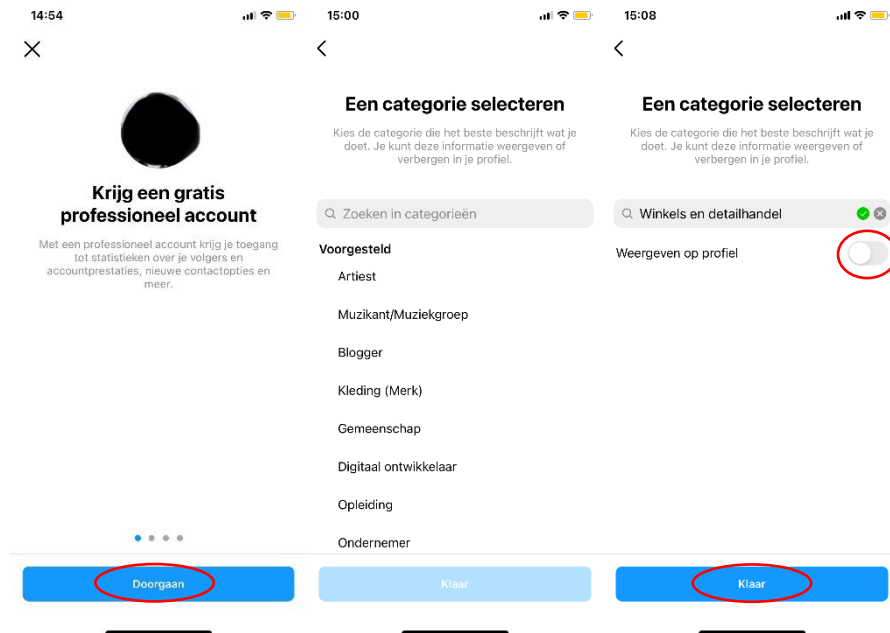 14:54
Krijg een gratis
professioneel account
Met een professioneel account krijg je toegang
tot statistieken over je volgers en
accountprestaties, nieuwe contactopties en
meer.
Doorgaan
15:00
Een categorie selecteren
Kies de categorie die het beste beschrijft wat je
doet. Je kunt deze informatie weergeven of
verbergen in je profiel.
Zoeken in categorieën
Voorgesteld
Artiest
Muzikant/Muziekgroep
Blogger
Kleding (Merk)
Gemeenschap
Digitaal ontwikkelaar
Opleiding
Ondernemer
Klaar
15:08
Een categorie selecteren
Kies de categorie die het beste beschrijft wat je
doet. Je kunt deze informatie weergeven of
verbergen in je profiel.
Winkels en detailhandel
Weergeven op profiel
Klaar